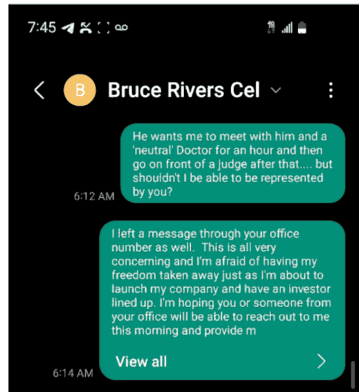 7:45
B Bruce Rivers Cel
He wants me to meet with him and a
'neutral' Doctor for an hour and then
go on front of a judge after that.... but
shouldn't I be able to be represented
by you?
6:12 AM
I left a message through your office
number as well. This is all very
concerning and I'm afraid of having my
freedom taken away just as I'm about to
launch my company and have an investor
lined up. I'm hoping you or someone from
your office will be able to reach out to me
this morning and provide m
View all
6:14 AM